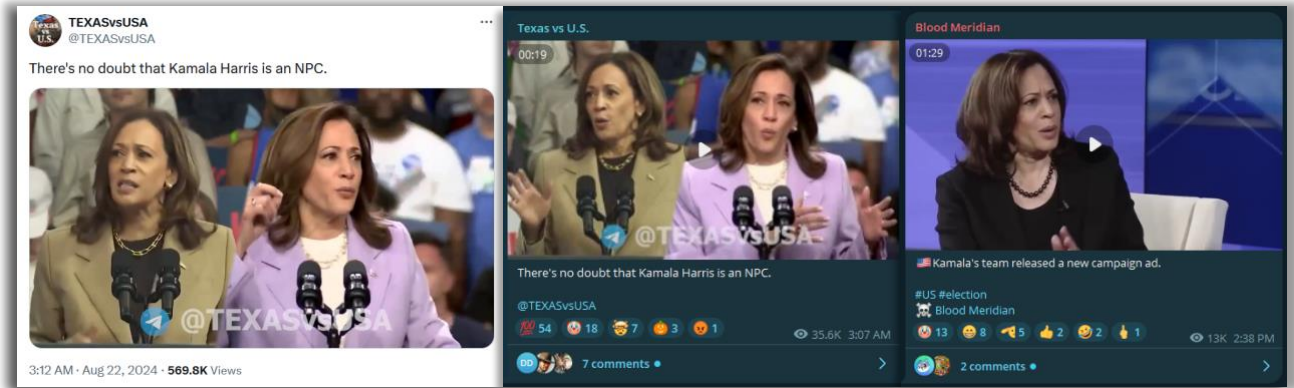 TEXASvsUSA
@TEXASvsUSA
There's no doubt that Kamala Harris is an NPC.
@TEXASvsUSA
3:12 AM · Aug 22, 2024 · 569.8K Views
Texas vs U.S.
00:19
@TEXASvsUSA
There's no doubt that Kamala Harris is an NPC.
@TEXASvsUSA
💯 54 🤡 18 🤯 7 🎃 3 😡 1
35.6K 3:07 AM
DD
7 comments
Blood Meridian
01:29
🇺🇸 Kamala's team released a new campaign ad.
#US #election
☠️ Blood Meridian
13 8 5 👍 2 🤣 2 1
13K 2:38 PM
2 comments